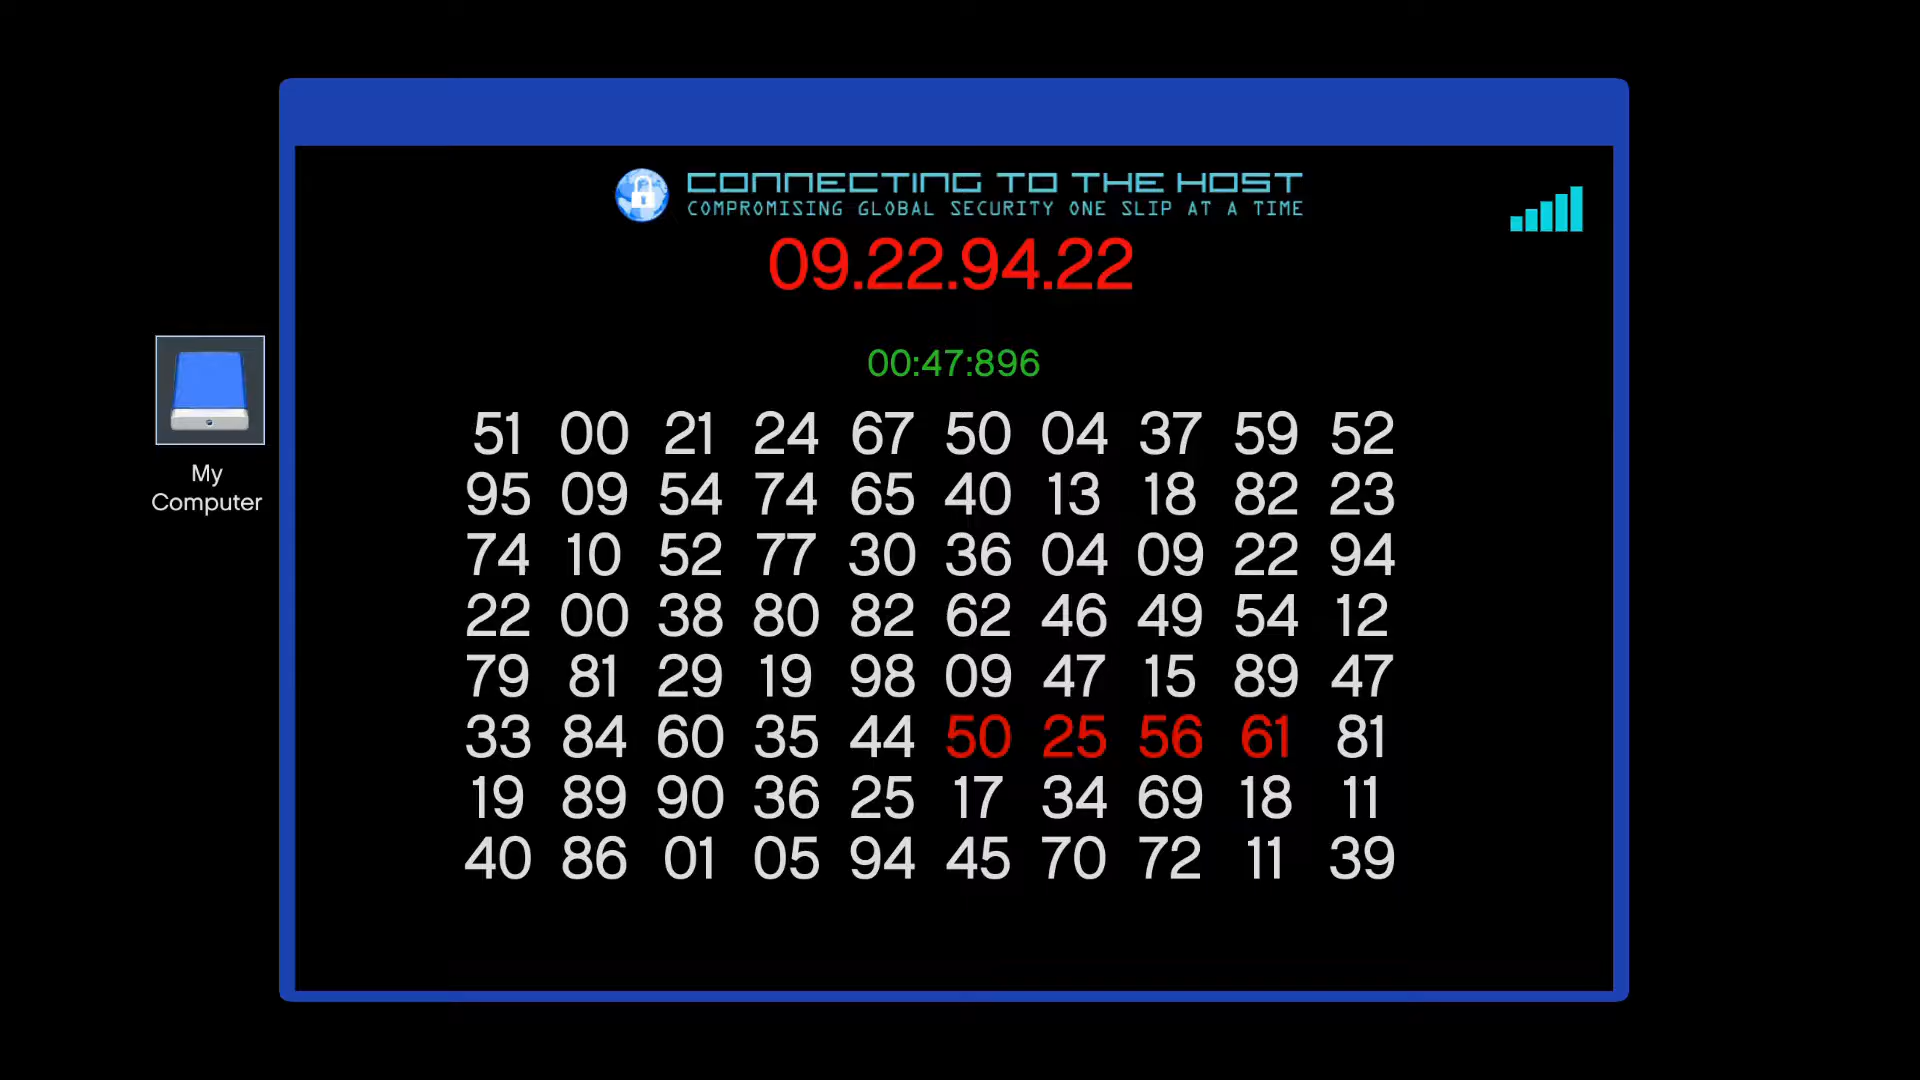 CONNECTING TO THE HOST
COMPROMISING GLOBAL SECURITY ONE SLIP AT A TIME
09.22.94.22
00:47:896
51 00 21 24 67 50 04 37 59 52
95 09 54 74 65 40 13 18 82 23
74 10 52 77 30 36 04 09 22 94
22 00 38 80 82 62 46 49 54 12
79 81 29 19 98 09 47 15 89 47
33 84 60 35 44 50 25 56 61 81
19 89 90 36 25 17 34 69 18 11
40 86 01 05 94 45 70 72 11 39
My
Computer